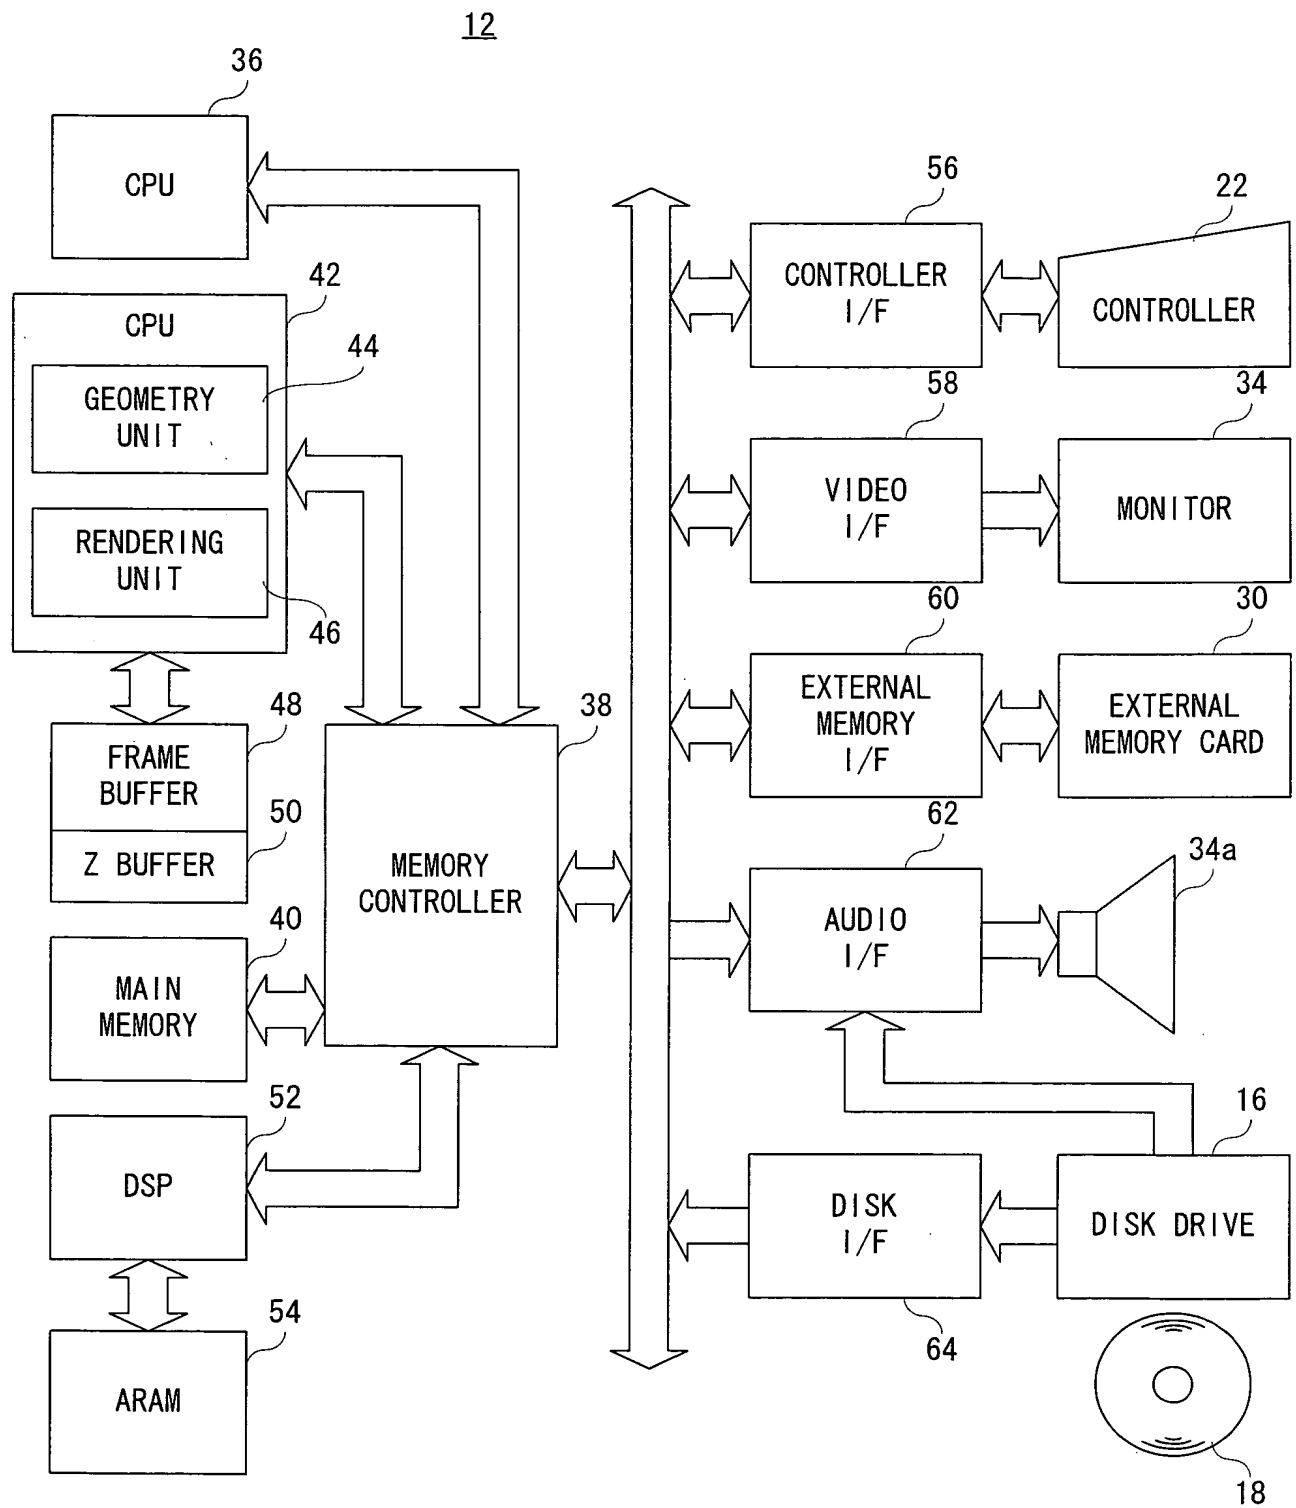 12
36
CPU
42
CPU
44
GEOMETRY
UNIT
RENDERING
UNIT
46
48
FRAME
BUFFER
50
Z BUFFER
40
MAIN
MEMORY
52
DSP
54
ARAM
38
MEMORY
CONTROLLER
56
CONTROLLER
I/F
22
CONTROLLER
58
VIDEO
I/F
34
MONITOR
60
EXTERNAL
MEMORY
I/F
30
EXTERNAL
MEMORY CARD
62
AUDIO
I/F
34a
16
DISK
I/F
64
DISK DRIVE
18